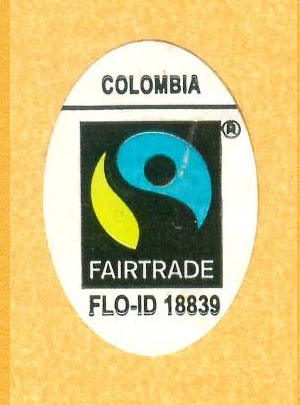 COLOMBIA
®
FAIRTRADE
FLO-ID 18839